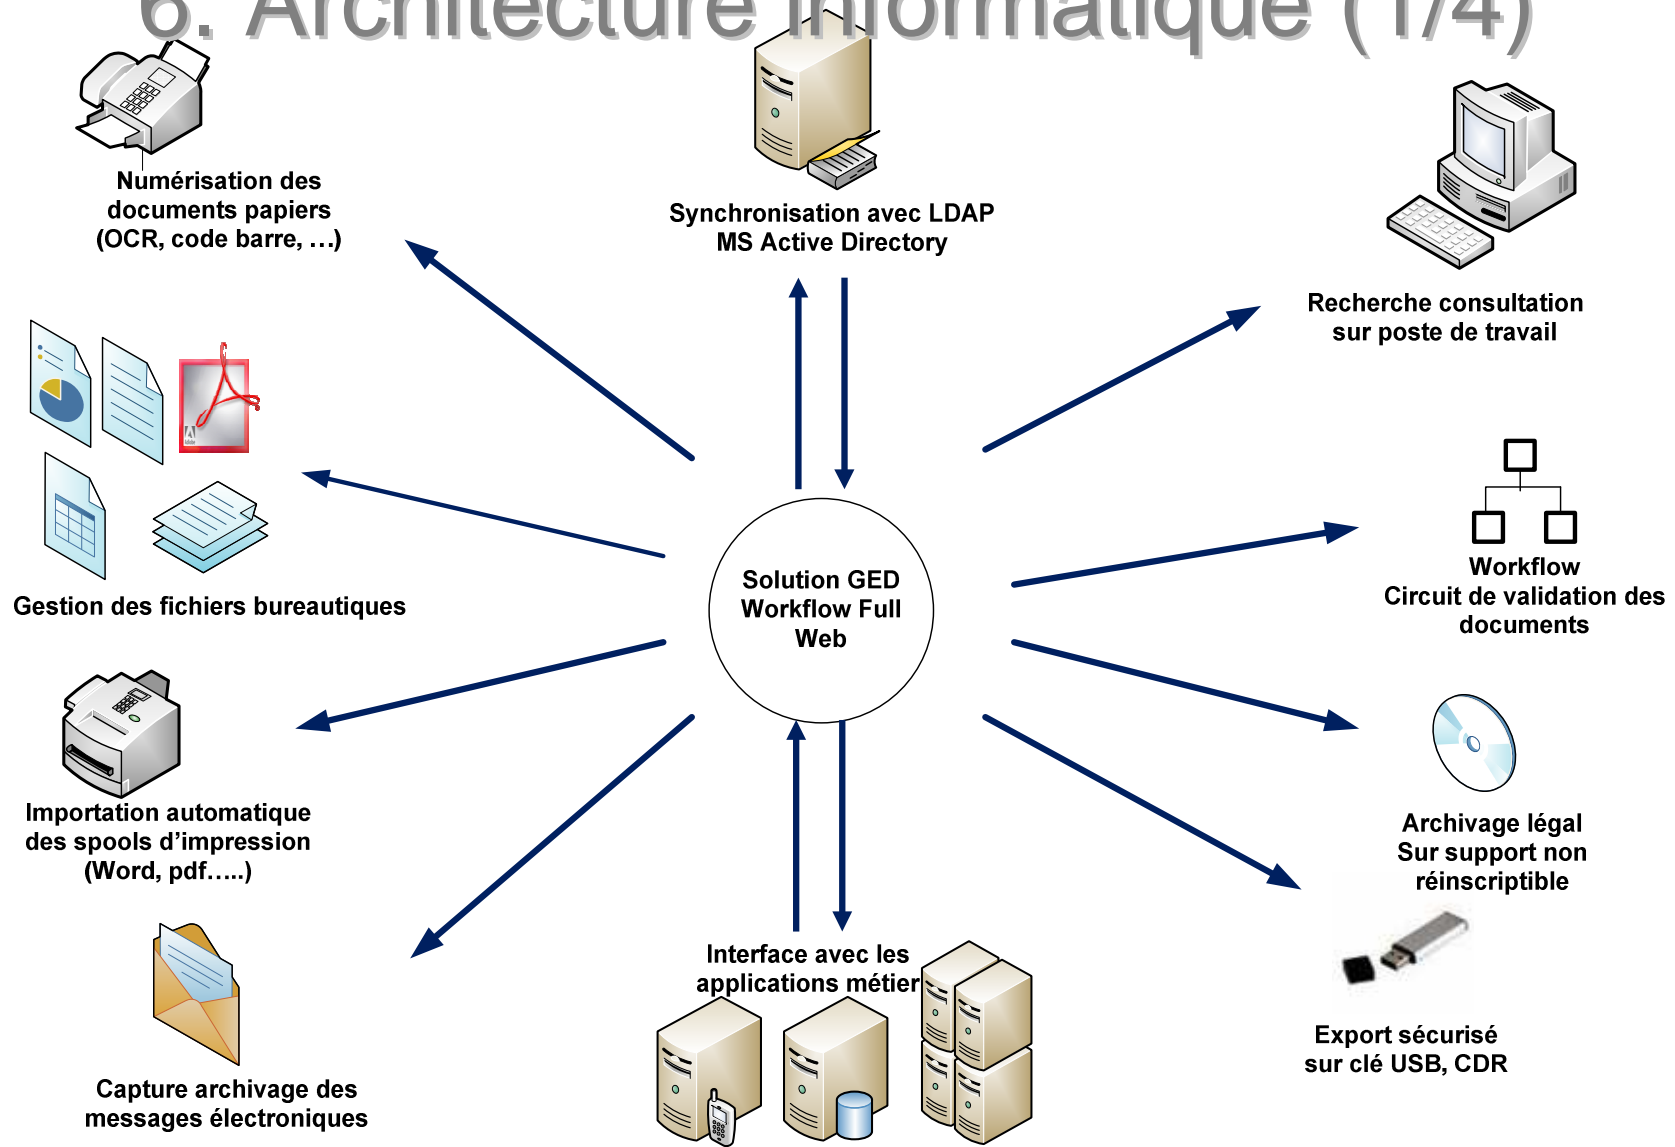 6. Architecture informatique (1/4)
Numérisation des
documents papiers
(OCR, code barre, …)
Synchronisation avec LDAP
MS Active Directory
Recherche consultation
sur poste de travail
Gestion des fichiers bureautiques
Solution GED
Workflow Full
Web
Workflow
Circuit de validation des
documents
Importation automatique
des spools d’impression
(Word, pdf…..)
Archivage légal
Sur support non
réinscriptible
Interface avec les
applications métier
Capture archivage des
messages électroniques
Export sécurisé
sur clé USB, CDR
Adobe